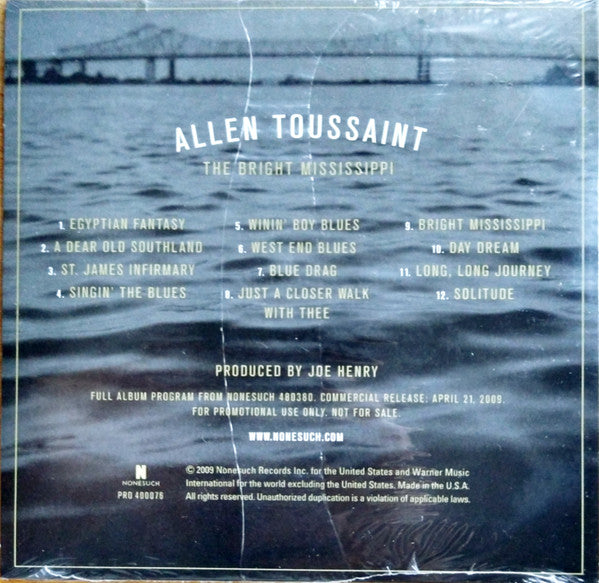 ALLEN TOUSSAINT
THE BRIGHT MISSISSIPPI
1. EGYPTIAN FANTASY
2. A DEAR OLD SOUTHLAND
3. ST. JAMES INFIRMARY
4. SINGIN' THE BLUES
5. WININ' BOY BLUES
6. WEST END BLUES
7. BLUE DRAG
8. JUST A CLOSER WALK
WITH THEE
9. BRIGHT MISSISSIPPI
10. DAY DREAM
11. LONG, LONG JOURNEY
12. SOLITUDE
PRODUCED BY JOE HENRY
FULL ALBUM PROGRAM FROM NONESUCH 480380. COMMERCIAL RELEASE: APRIL 21, 2009.
FOR PROMOTIONAL USE ONLY. NOT FOR SALE.
WWW.NONESUCH.COM
N
NONESUCH
PRO 400076
© 2009 Nonesuch Records Inc. for the United States and Warner Music
International for the world excluding the United States. Made in the U.S.A.
All rights reserved. Unauthorized duplication is a violation of applicable laws.